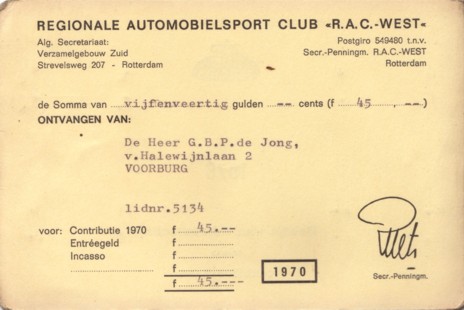 REGIONALE AUTOMOBIELSPORT CLUB «R.A.C.-WEST«
Alg. Secretariaat:
Verzamelgebouw Zuid
Strevelsweg 207 - Rotterdam
Postgiro 549480 t.n.v.
Secr.-Penningm. R.A.C.-WEST
Rotterdam
de Somma van vijfenveertig gulden -- cents (f 45 , --)
ONTVANGEN VAN:
De Heer G.B.P.de Jong,
v.Halewijnlaan 2
VOORBURG
lidnr.5134
voor: Contributie 1970 f 45.--
Entréegeld f
Incasso f
f
f 45.---
1970
Secr.-Penningm.